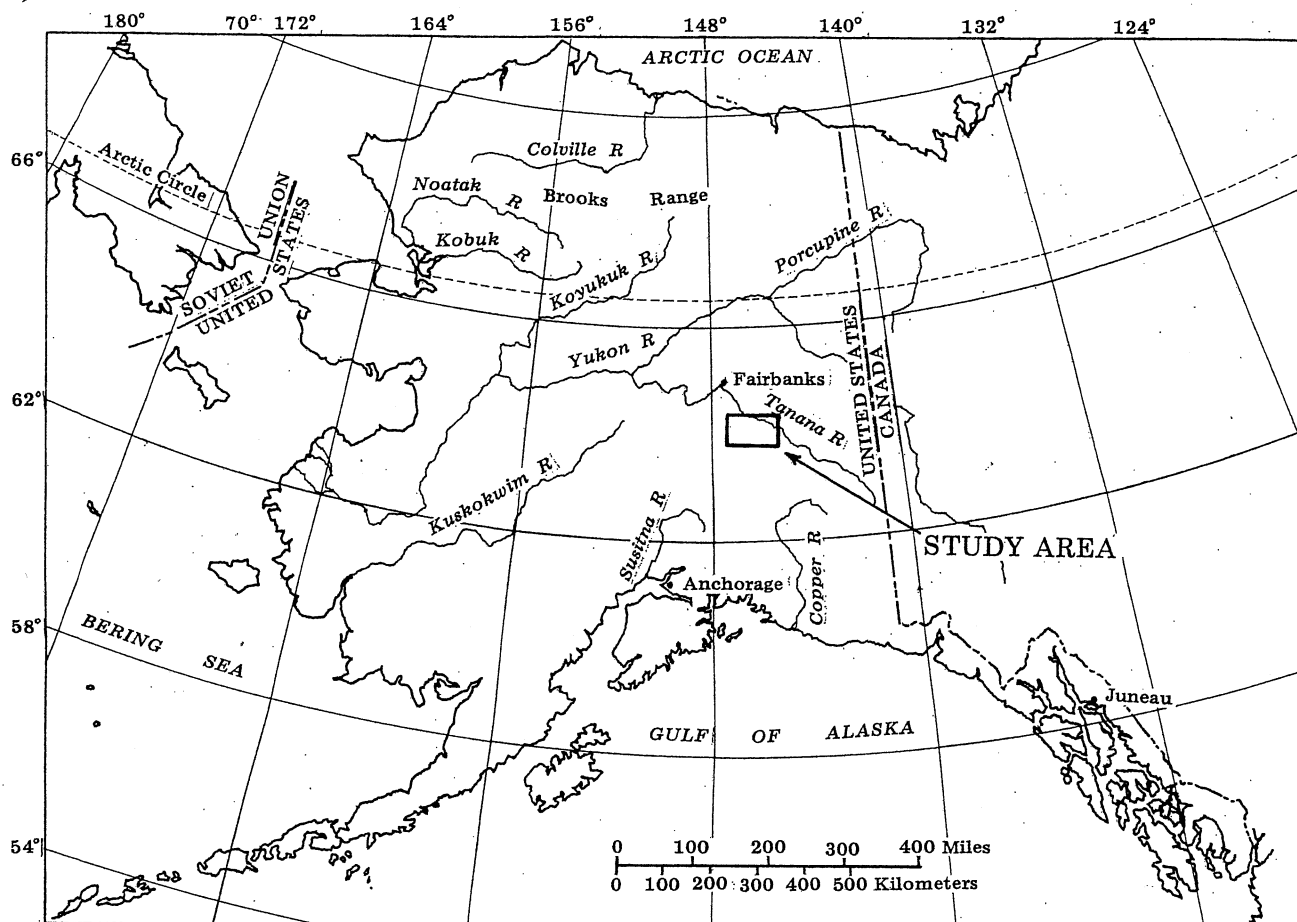 180° 70° 172° 164° 156° 148° 140° 132° 124°
ARCTIC OCEAN
66°
Arctic Circle
Colville R
Noatak R
Brooks Range
Kobuk R
Koyukuk R
Porcupine R
UNION
STATES
SOVIET
UNITED
Yukon R
UNITED STATES
CANADA
Fairbanks
62°
Tanana R
Kuskokwim R
Susitna R
Copper R
STUDY AREA
Anchorage
58°
BERING SEA
Juneau
GULF OF ALASKA
54°
0 100 200 300 400 Miles
0 100 200 300 400 500 Kilometers